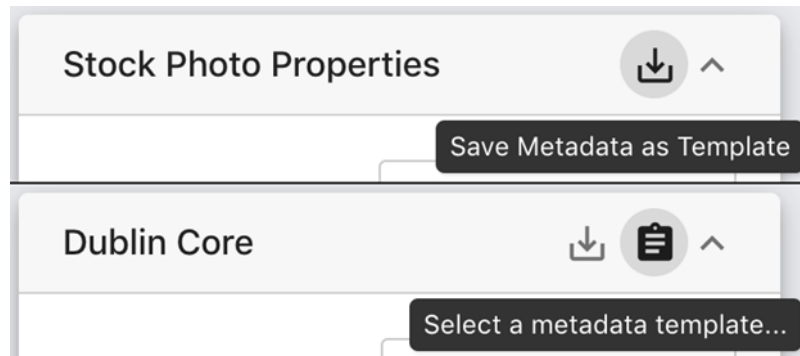 Stock Photo Properties
Save Metadata as Template
Dublin Core
Select a metadata template...